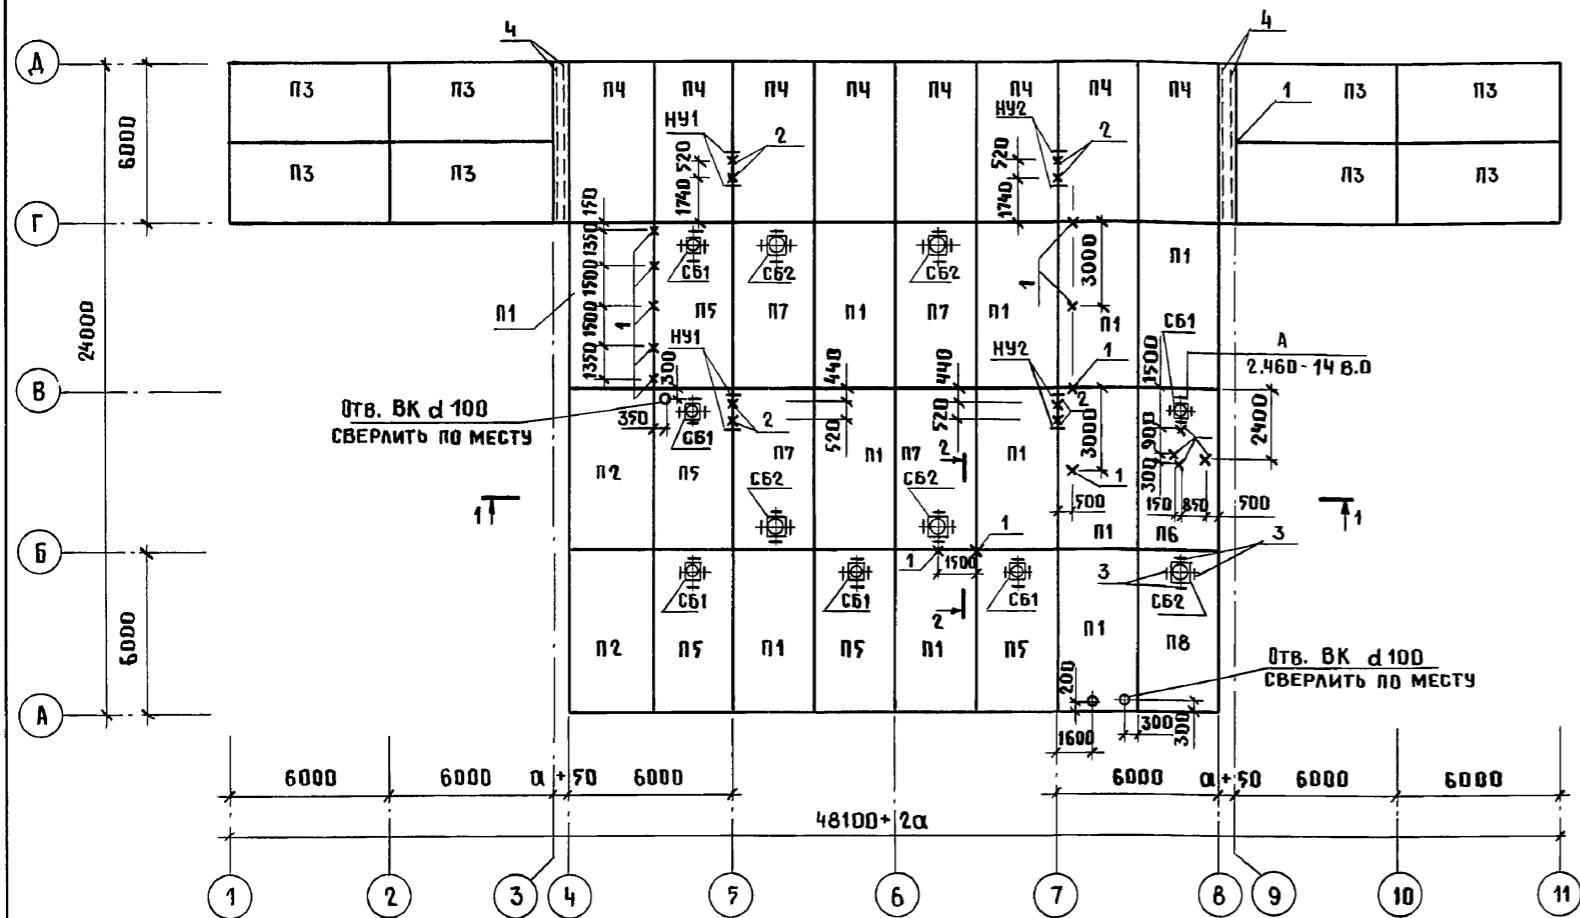 4 4
Д
П3 П3 П4 П4 П4 П4 П4 П4 П4 П4 1 П3 П3
НУ1 2 НУ2 2
6000
520 520
П3 П3 П3 П3
1740 1740
150
Г
1350
СБ1 СБ2 СБ2
3000
П1
1500
24000
П1 1 П5 П7 П1 П7 П1 1 П1
СБ1
1500
НУ1 НУ2 1
А
2.460-14 В.0
1350
300
440 440
1500
В
Отв. ВК d 100
СВЕРЛИТЬ ПО МЕСТУ
350 СБ1 2 520 520 2
3000
900
2400
П2 П5 П7 П1 П7 2 П1
СБ2 СБ2 1
300
150 850 500
1 500 1
П1 П6
Б
1 1500 1 3
СБ1 СБ1 СБ1 3 СБ2
2
6000
П2 П5 П1 П5 П1 П5 П1 П8
Отв. ВК d 100
СВЕРЛИТЬ ПО МЕСТУ
200
А
300 300
1600
6000 6000 а+50 6000 6000 а+50 6000 6000
48100+2а
1 2 3 4 5 6 7 8 9 10 11